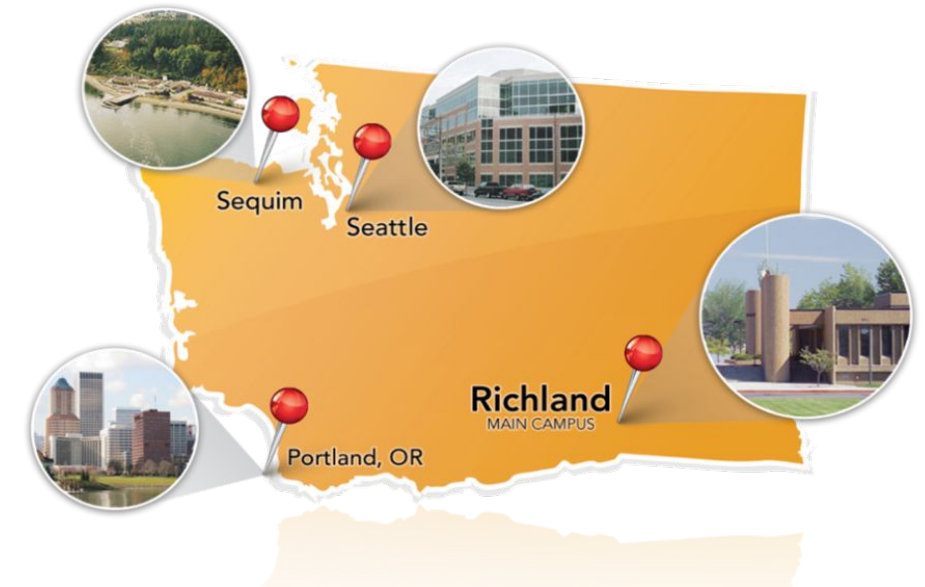 Sequim
Seattle
Richland
MAIN CAMPUS
Portland, OR